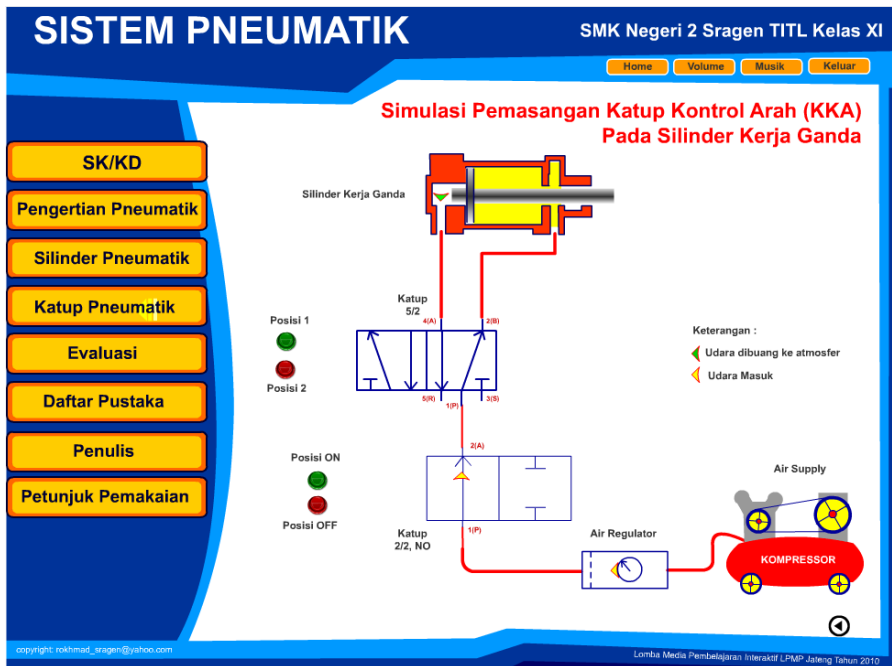 SISTEM PNEUMATIK
SMK Negeri 2 Sragen TITL Kelas XI
Home
Volume
Musik
Keluar
Simulasi Pemasangan Katup Kontrol Arah (KKA)
Pada Silinder Kerja Ganda
SK/KD
Pengertian Pneumatik
Silinder Pneumatik
Katup Pneumatik
Evaluasi
Daftar Pustaka
Penulis
Petunjuk Pemakaian
Silinder Kerja Ganda
Katup
5/2
4(A)
2(B)
Posisi 1
Posisi 2
5(R)
1(P)
3(S)
Keterangan :
Udara dibuang ke atmosfer
Udara Masuk
2(A)
Posisi ON
Posisi OFF
1(P)
Katup
2/2, NO
Air Regulator
Air Supply
KOMPRESSOR
copyright: rokhmad_sragen@yahoo.com
Lomba Media Pembelajaran Interaktif LPMP Jateng Tahun 2010